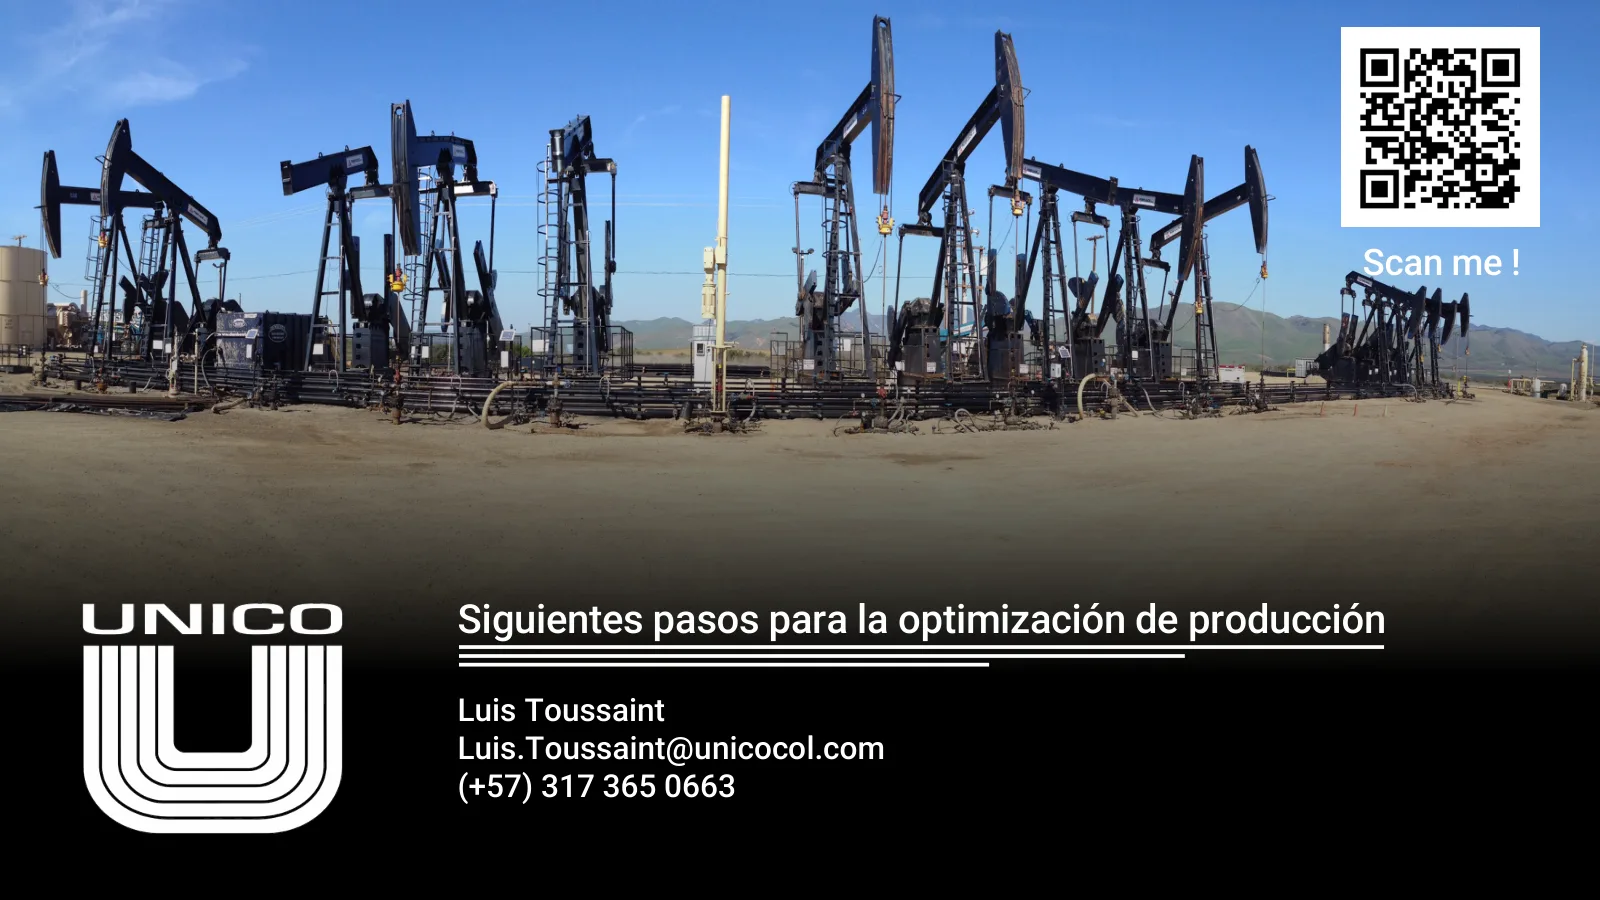 Scan me !
UNICO
Siguientes pasos para la optimización de producción
Luis Toussaint
Luis.Toussaint@unicocol.com
(+57) 317 365 0663